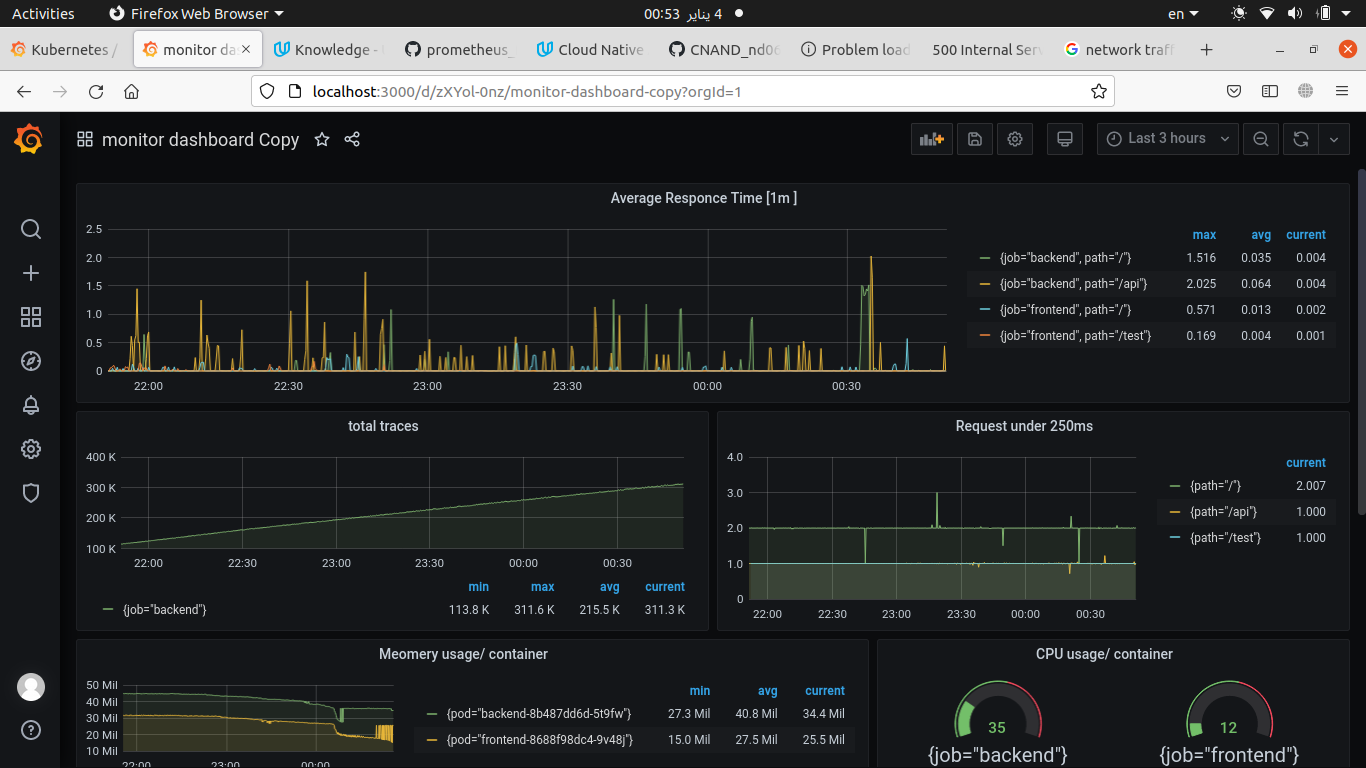 Activities
Firefox Web Browser
00:53 4 يناير
en
Kubernetes /
monitor da
Knowledge -
prometheus_
Cloud Native
CNAND_nd06
Problem load
500 Internal Serv
network traff
localhost:3000/d/zXYol-0nz/monitor-dashboard-copy?orgId=1
monitor dashboard Copy
Last 3 hours
Average Responce Time [1m ]
2.5
2.0
1.5
1.0
0.5
0
22:00 22:30 23:00 23:30 00:00 00:30
max avg current
{job="backend", path="/"} 1.516 0.035 0.004
{job="backend", path="/api"} 2.025 0.064 0.004
{job="frontend", path="/"} 0.571 0.013 0.002
{job="frontend", path="/test"} 0.169 0.004 0.001
total traces
400 K
300 K
200 K
100 K
22:00 22:30 23:00 23:30 00:00 00:30
min max avg current
{job="backend"} 113.8 K 311.6 K 215.5 K 311.3 K
Request under 250ms
4.0
3.0
2.0
1.0
0
22:00 22:30 23:00 23:30 00:00 00:30
current
{path="/"} 2.007
{path="/api"} 1.000
{path="/test"} 1.000
Meomery usage/ container
50 Mil
40 Mil
30 Mil
20 Mil
10 Mil
22:00 23:00 00:00
min avg current
{pod="backend-8b487dd6d-5t9fw"} 27.3 Mil 40.8 Mil 34.4 Mil
{pod="frontend-8688f98dc4-9v48j"} 15.0 Mil 27.5 Mil 25.5 Mil
CPU usage/ container
35
{job="backend"}
12
{job="frontend"}